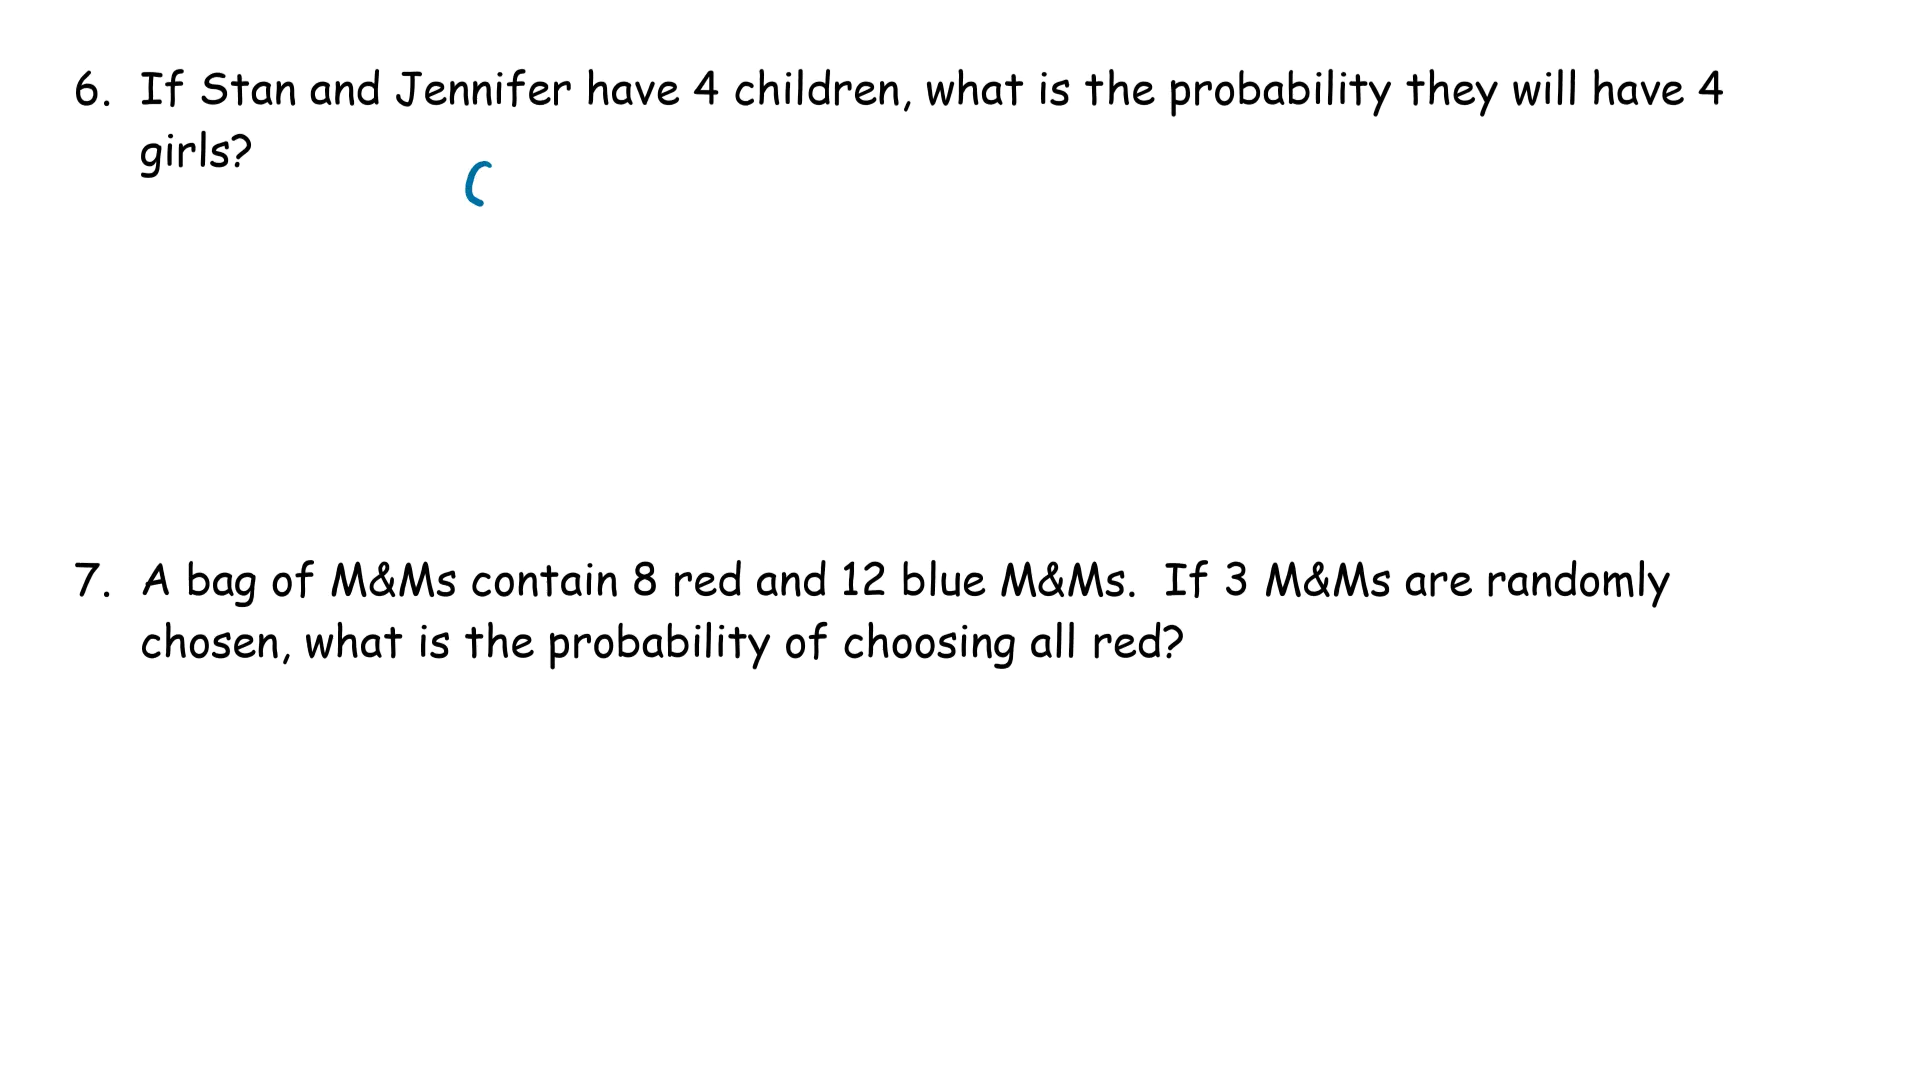 6. If Stan and Jennifer have 4 children, what is the probability they will have 4
girls?
(
7. A bag of M&Ms contain 8 red and 12 blue M&Ms. If 3 M&Ms are randomly
chosen, what is the probability of choosing all red?